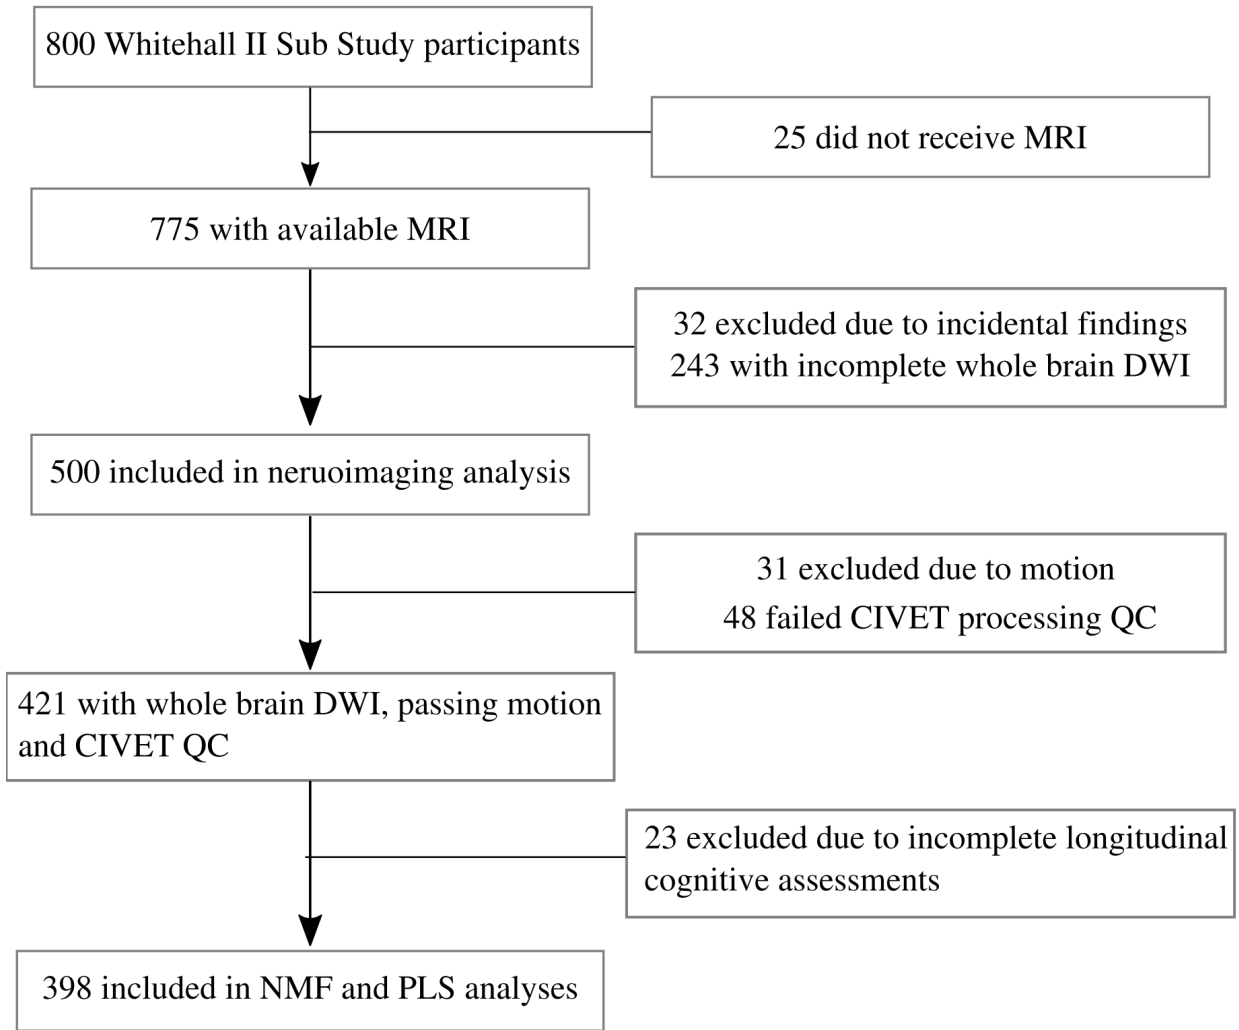 800 Whitehall II Sub Study participants
25 did not receive MRI
775 with available MRI
32 excluded due to incidental findings
243 with incomplete whole brain DWI
500 included in neruoimaging analysis
31 excluded due to motion
48 failed CIVET processing QC
421 with whole brain DWI, passing motion
and CIVET QC
23 excluded due to incomplete longitudinal
cognitive assessments
398 included in NMF and PLS analyses